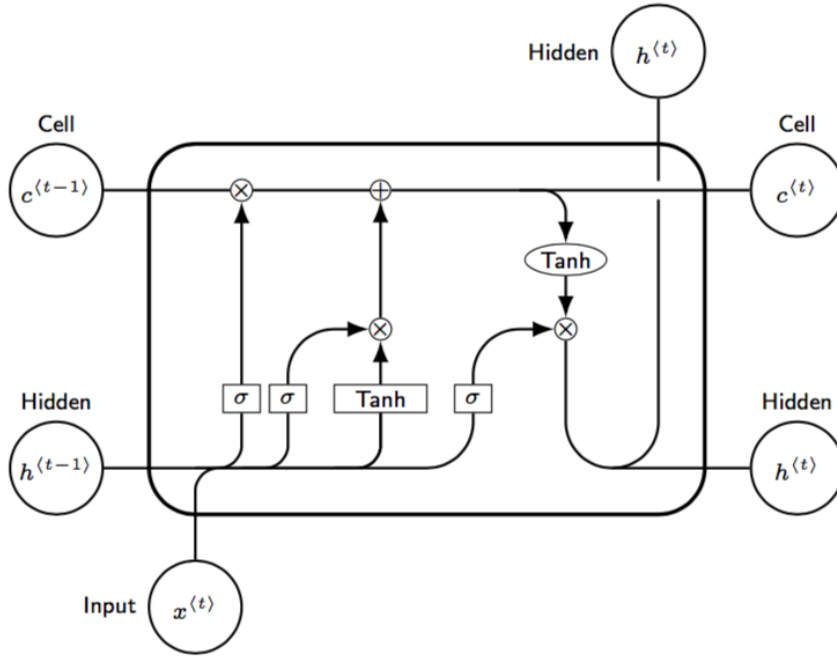 Hidden
h⟨t⟩
Cell
Cell
c⟨t−1⟩
×
+
c⟨t⟩
Tanh
×
×
σ
σ
Tanh
σ
Hidden
Hidden
h⟨t−1⟩
h⟨t⟩
Input
x⟨t⟩